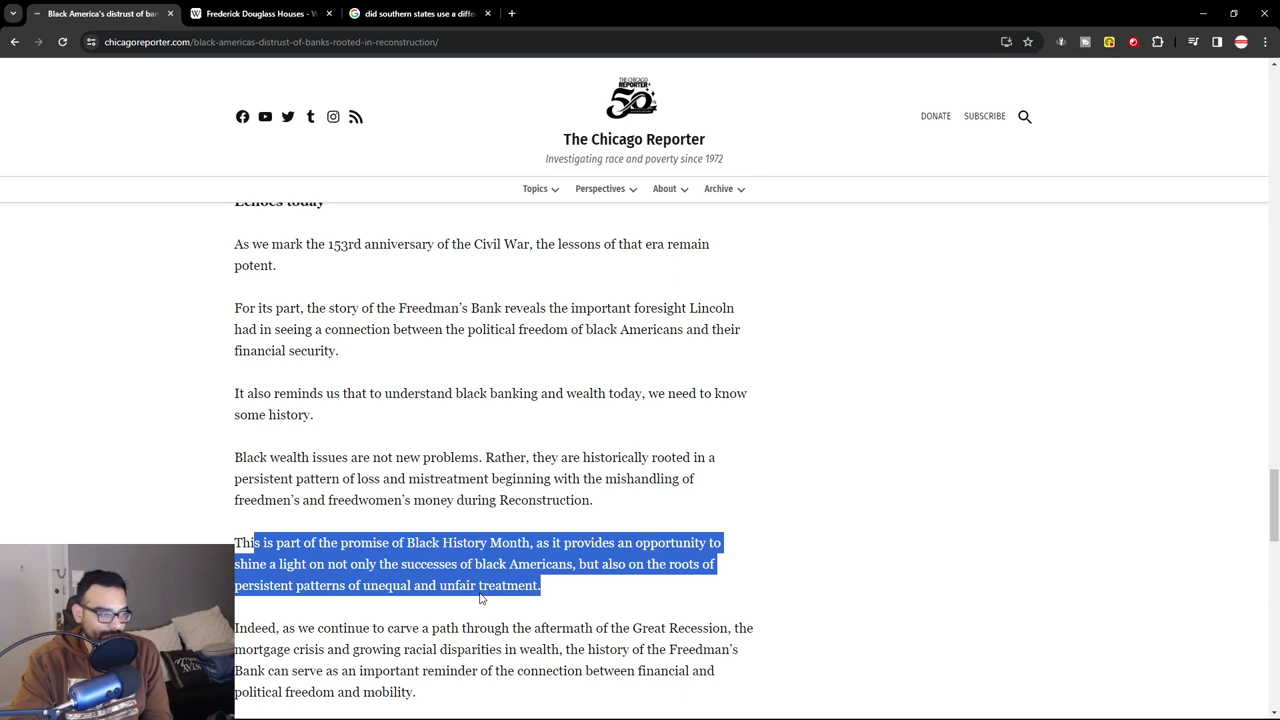 Black America's distrust of ban
Frederick Douglass Houses - W
did southern states use a diffe
chicagoreporter.com/black-americas-distrust-of-banks-rooted-in-reconstruction/
THE CHICAGO
REPORTER
50
The Chicago Reporter
Investigating race and poverty since 1972
DONATE SUBSCRIBE
Topics Perspectives About Archive
Echoes today
As we mark the 153rd anniversary of the Civil War, the lessons of that era remain
potent.
For its part, the story of the Freedman's Bank reveals the important foresight Lincoln
had in seeing a connection between the political freedom of black Americans and their
financial security.
It also reminds us that to understand black banking and wealth today, we need to know
some history.
Black wealth issues are not new problems. Rather, they are historically rooted in a
persistent pattern of loss and mistreatment beginning with the mishandling of
freedmen's and freedwomen's money during Reconstruction.
This is part of the promise of Black History Month, as it provides an opportunity to
shine a light on not only the successes of black Americans, but also on the roots of
persistent patterns of unequal and unfair treatment.
Indeed, as we continue to carve a path through the aftermath of the Great Recession, the
mortgage crisis and growing racial disparities in wealth, the history of the Freedman's
Bank can serve as an important reminder of the connection between financial and
political freedom and mobility.